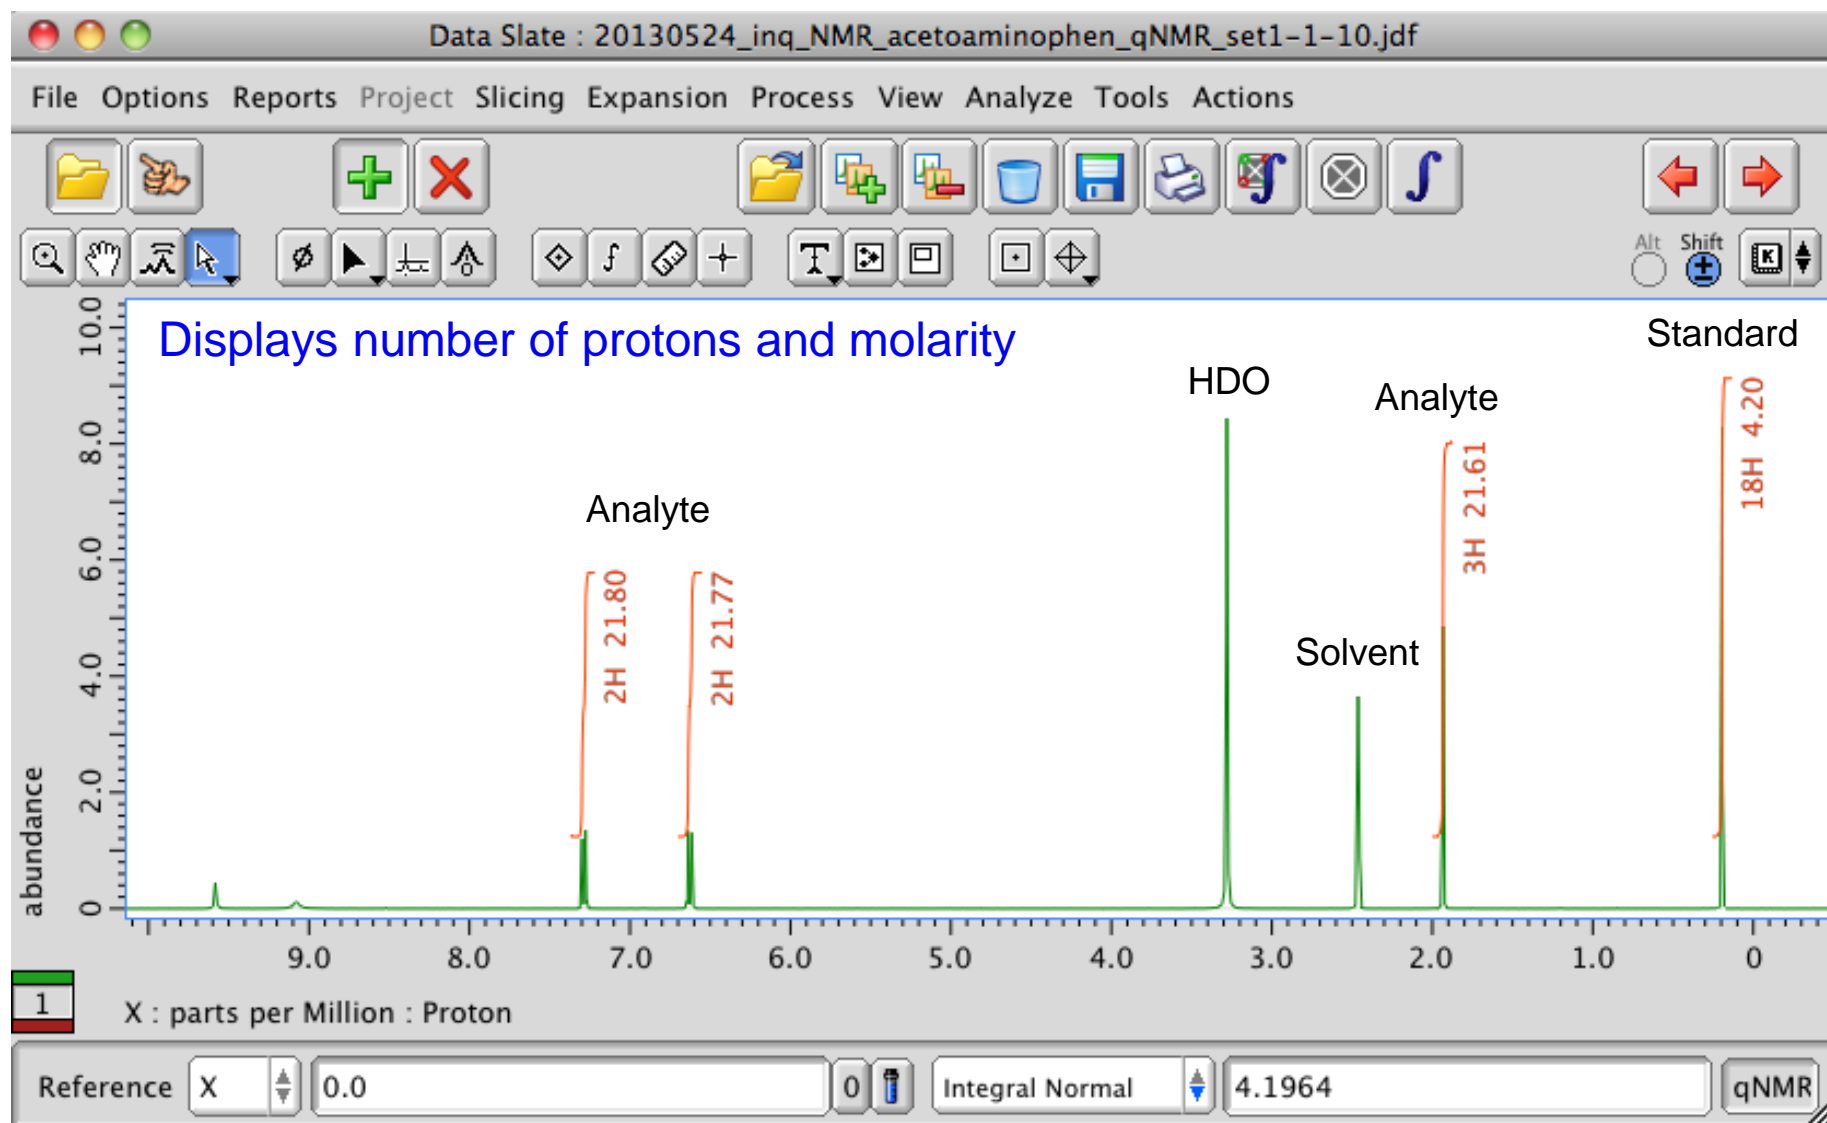 Data Slate : 20130524_inq_NMR_acetoaminophen_qNMR_set1-1-10.jdf
File Options Reports Project Slicing Expansion Process View Analyze Tools Actions
Alt Shift
K
Displays number of protons and molarity
Standard
18H 4.20
HDO
Analyte
3H 21.61
Analyte
2H 21.80
2H 21.77
Solvent
abundance
10.0
8.0
6.0
4.0
2.0
0
9.0 8.0 7.0 6.0 5.0 4.0 3.0 2.0 1.0 0
1
X : parts per Million : Proton
Reference X 0.0 0 Integral Normal 4.1964 qNMR